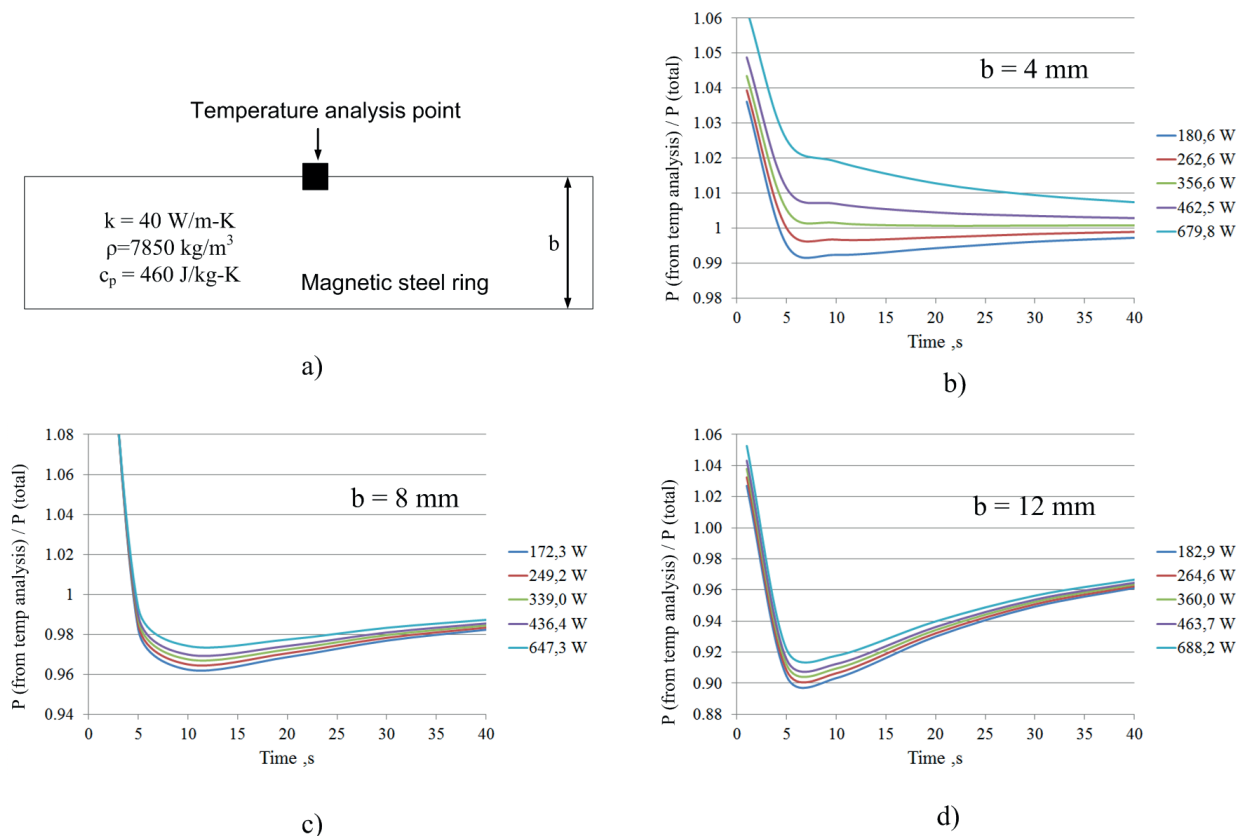 Temperature analysis point
k = 40 W/m-K
ρ=7850 kg/m³
cp = 460 J/kg-K
b
Magnetic steel ring
a)
P (from temp analysis) / P (total)
1.06
1.05
1.04
1.03
1.02
1.01
1
0.99
0.98
0 5 10 15 20 25 30 35 40
Time ,s
b = 4 mm
180,6 W
262,6 W
356,6 W
462,5 W
679,8 W
b)
P (from temp analysis) / P (total)
1.08
1.06
1.04
1.02
1
0.98
0.96
0.94
0 5 10 15 20 25 30 35 40
Time ,s
b = 8 mm
172,3 W
249,2 W
339,0 W
436,4 W
647,3 W
c)
P (from temp analysis) / P (total)
1.06
1.04
1.02
1.00
0.98
0.96
0.94
0.92
0.90
0.88
0 5 10 15 20 25 30 35 40
Time ,s
b = 12 mm
182,9 W
264,6 W
360,0 W
463,7 W
688,2 W
d)